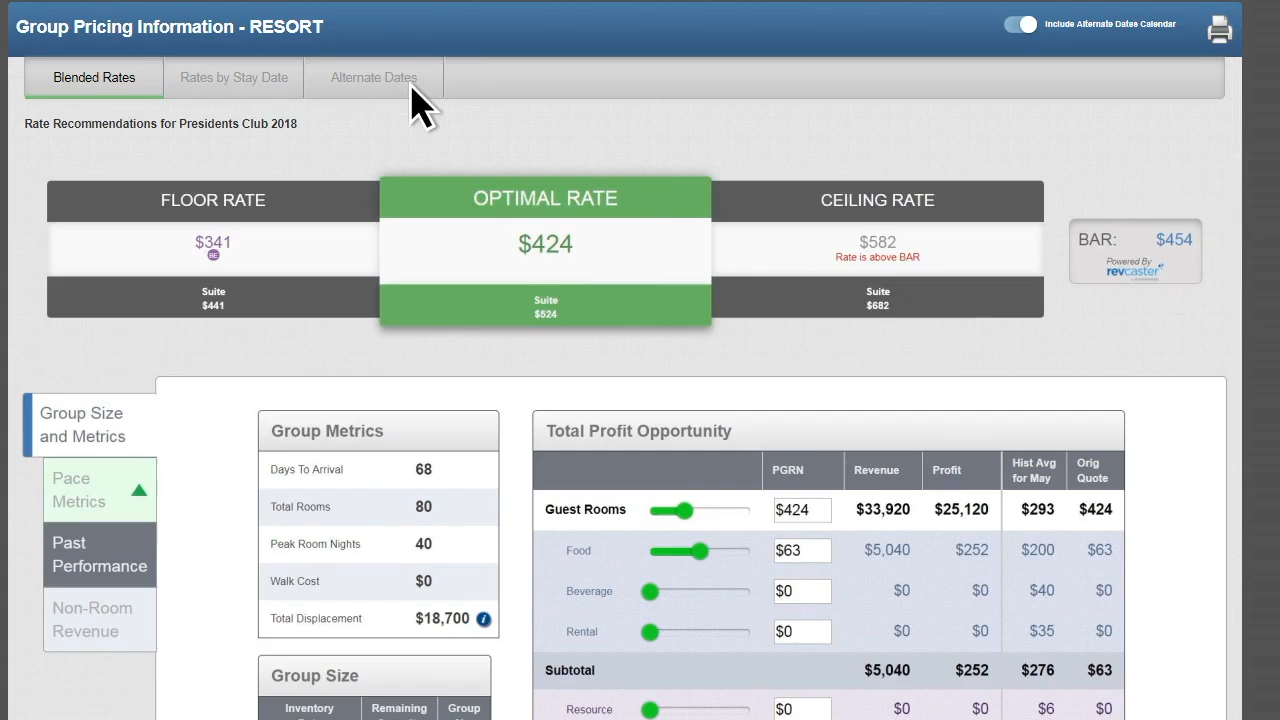 Group Pricing Information - RESORT
Include Alternate Dates Calendar
Blended Rates
Rates by Stay Date
Alternate Dates
Rate Recommendations for Presidents Club 2018
FLOOR RATE
OPTIMAL RATE
CEILING RATE
$341
BE
$424
$582
Rate is above BAR
BAR: $454
Powered By
revcaster
Suite
$441
Suite
$524
Suite
$682
Group Size
and Metrics
Pace
Metrics
Past
Performance
Non-Room
Revenue
Group Metrics
Days To Arrival 68
Total Rooms 80
Peak Room Nights 40
Walk Cost $0
Total Displacement $18,700 i
Group Size
Inventory Remaining Group
Total Profit Opportunity
PGRN Revenue Profit Hist Avg for May Orig Quote
Guest Rooms $424 $33,920 $25,120 $293 $424
Food $63 $5,040 $252 $200 $63
Beverage $0 $0 $0 $40 $0
Rental $0 $0 $0 $35 $0
Subtotal $5,040 $252 $276 $63
Resource $0 $0 $0 $6 $0